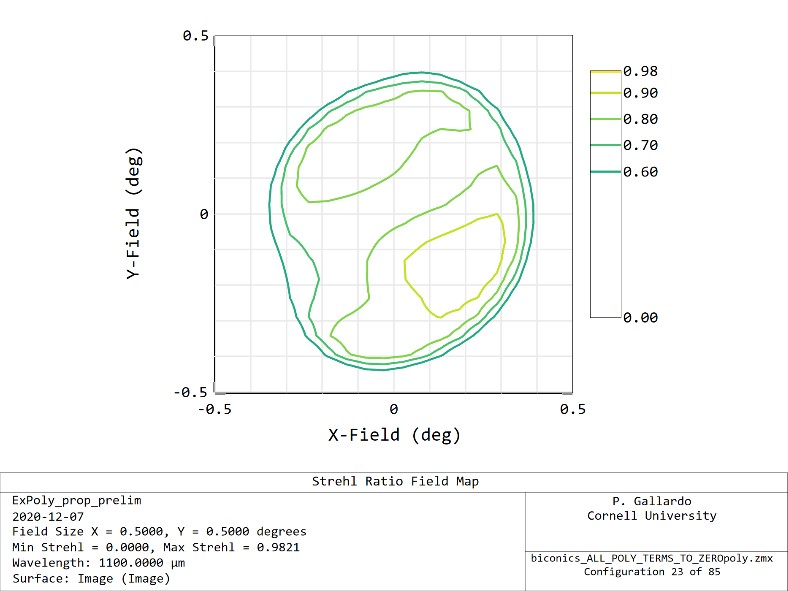 0.5
0
-0.5
Y-Field (deg)
-0.5
0
0.5
X-Field (deg)
0.98
0.90
0.80
0.70
0.60
0.00
Strehl Ratio Field Map
ExPoly_prop_prelim
2020-12-07
Field Size X = 0.5000, Y = 0.5000 degrees
Min Strehl = 0.0000, Max Strehl = 0.9821
Wavelength: 1100.0000 µm
Surface: Image (Image)
P. Gallardo
Cornell University
biconics_ALL_POLY_TERMS_TO_ZEROpoly.zmx
Configuration 23 of 85